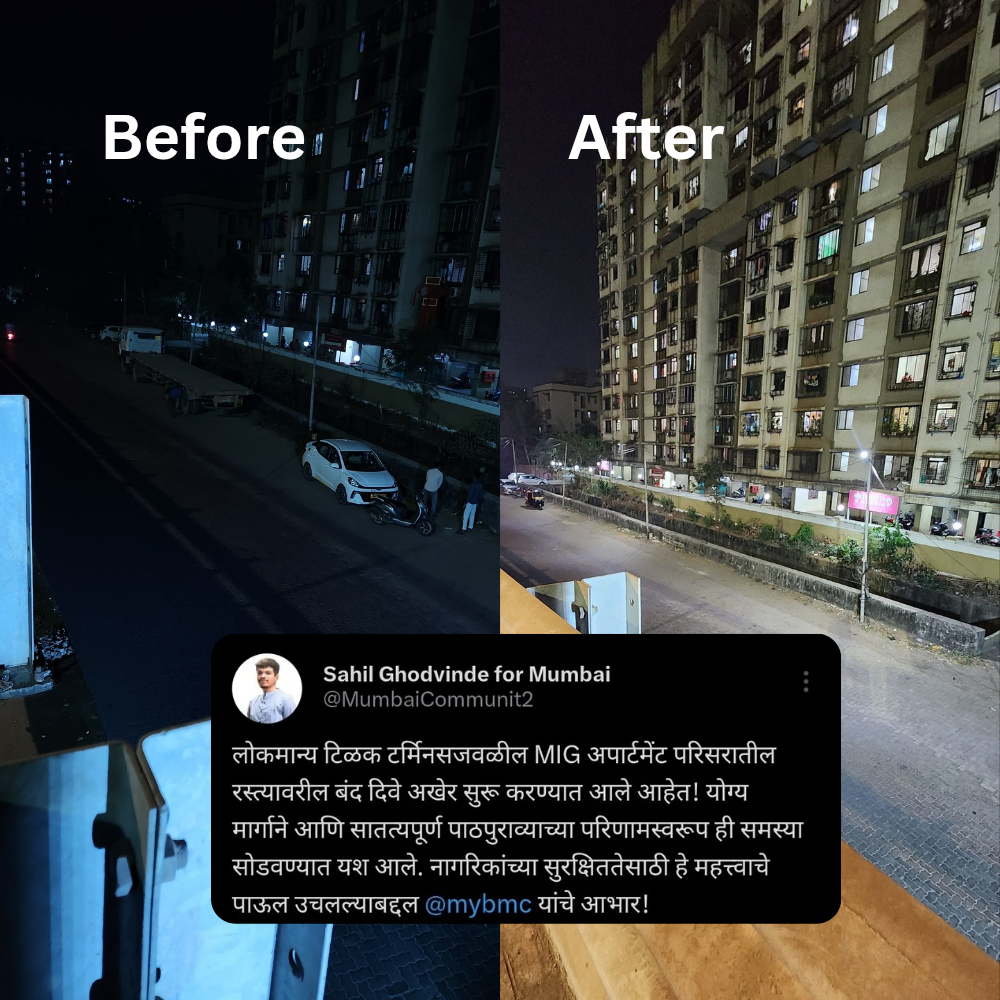 Before
After
Sahil Ghodvinde for Mumbai
@MumbaiCommunit2
लोकमान्य टिळक टर्मिनसजवळील MIG अपार्टमेंट परिसरातील
रस्त्यावरील बंद दिवे अखेर सुरू करण्यात आले आहेत! योग्य
मार्गाने आणि सातत्यपूर्ण पाठपुराव्याच्या परिणामस्वरूप ही समस्या
सोडवण्यात यश आले. नागरिकांच्या सुरक्षिततेसाठी हे महत्त्वाचे
पाऊल उचलल्याबद्दल @mybmc यांचे आभार!